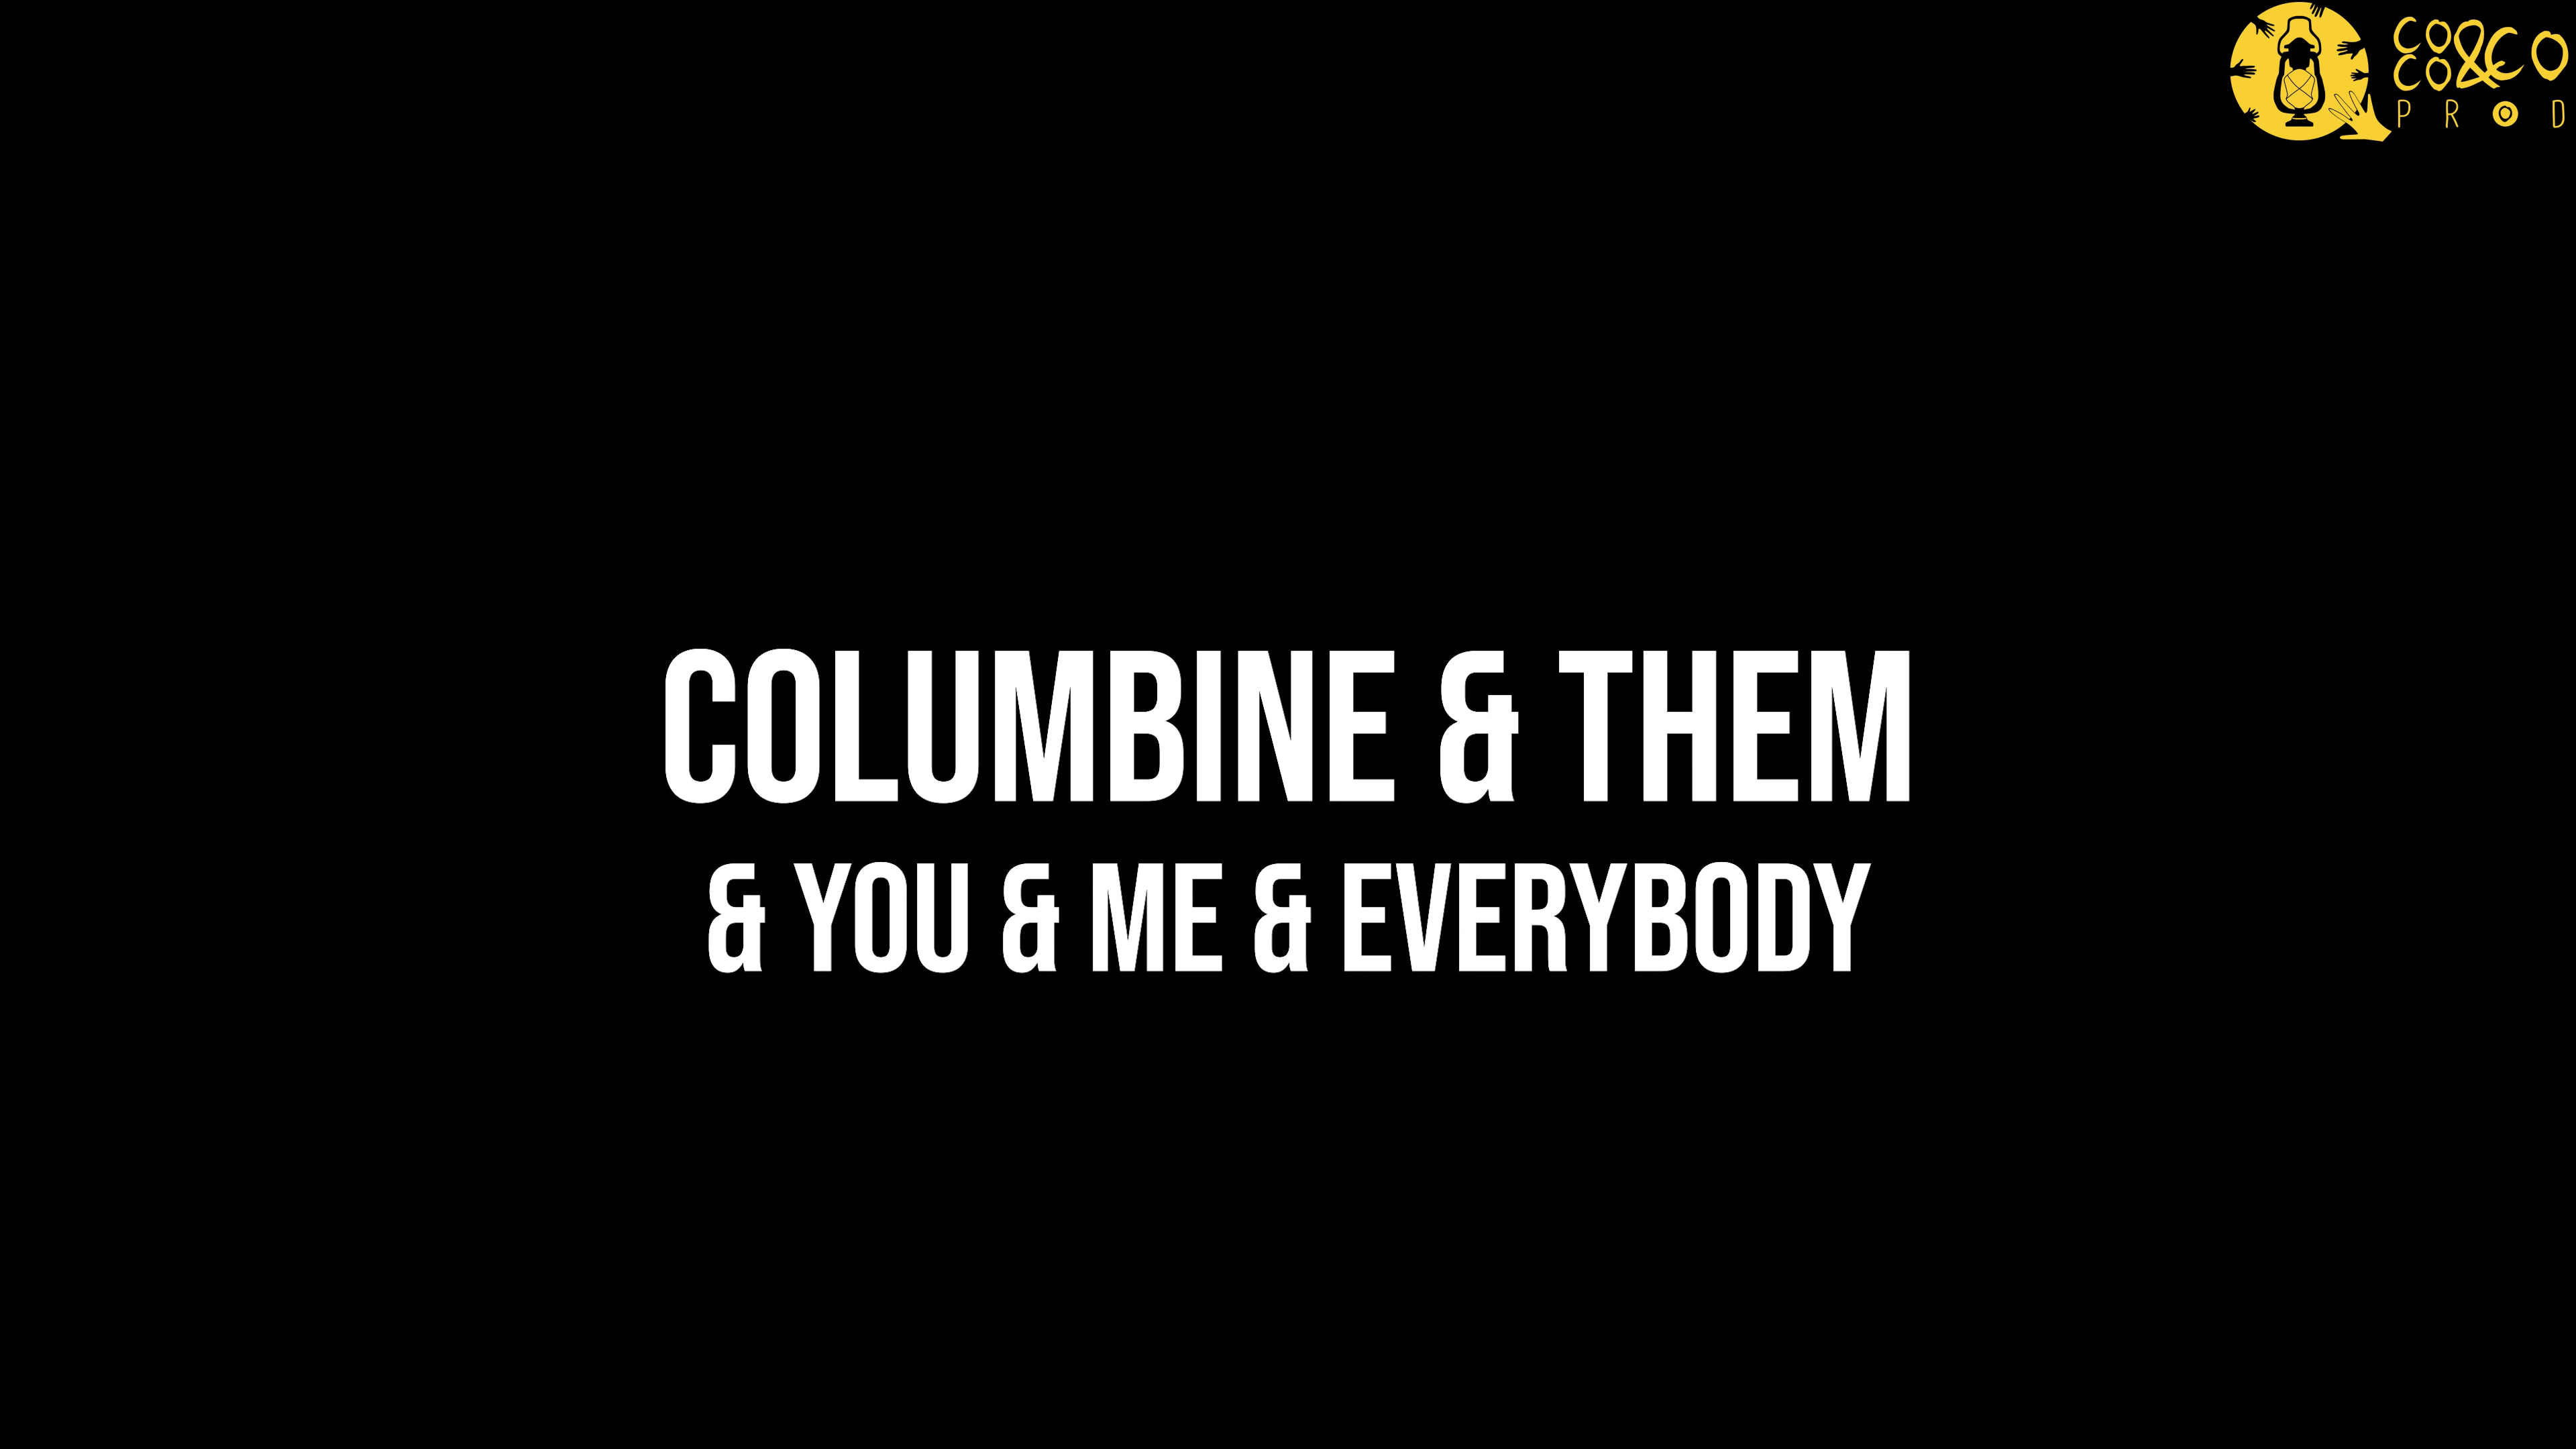 COLUMBINE & THEM
& YOU & ME & EVERYBODY
CO&CO
CO
PROD